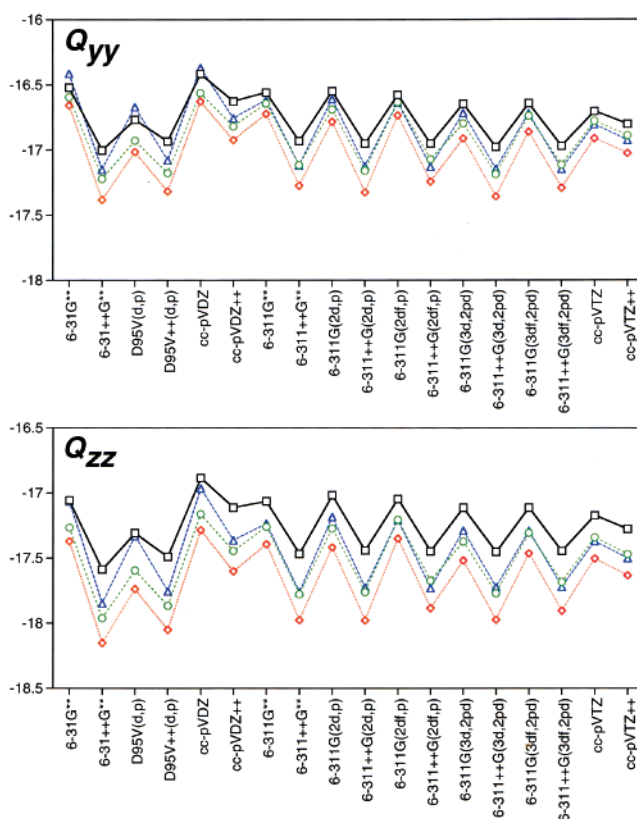 Qyy
-16
-16.5
-17
-17.5
-18
6-31G**
6-31++G**
D95V(d,p)
D95V++(d,p)
cc-pVDZ
cc-pVDZ++
6-311G**
6-311++G**
6-311G(2d,p)
6-311++G(2d,p)
6-311G(2df,p)
6-311++G(2df,p)
6-311G(3d,2pd)
6-311++G(3d,2pd)
6-311G(3df,2pd)
6-311++G(3df,2pd)
cc-pVTZ
cc-pVTZ++
Qzz
-16.5
-17
-17.5
-18
-18.5
6-31G**
6-31++G**
D95V(d,p)
D95V++(d,p)
cc-pVDZ
cc-pVDZ++
6-311G**
6-311++G**
6-311G(2d,p)
6-311++G(2d,p)
6-311G(2df,p)
6-311++G(2df,p)
6-311G(3d,2pd)
6-311++G(3d,2pd)
6-311G(3df,2pd)
6-311++G(3df,2pd)
cc-pVTZ
cc-pVTZ++